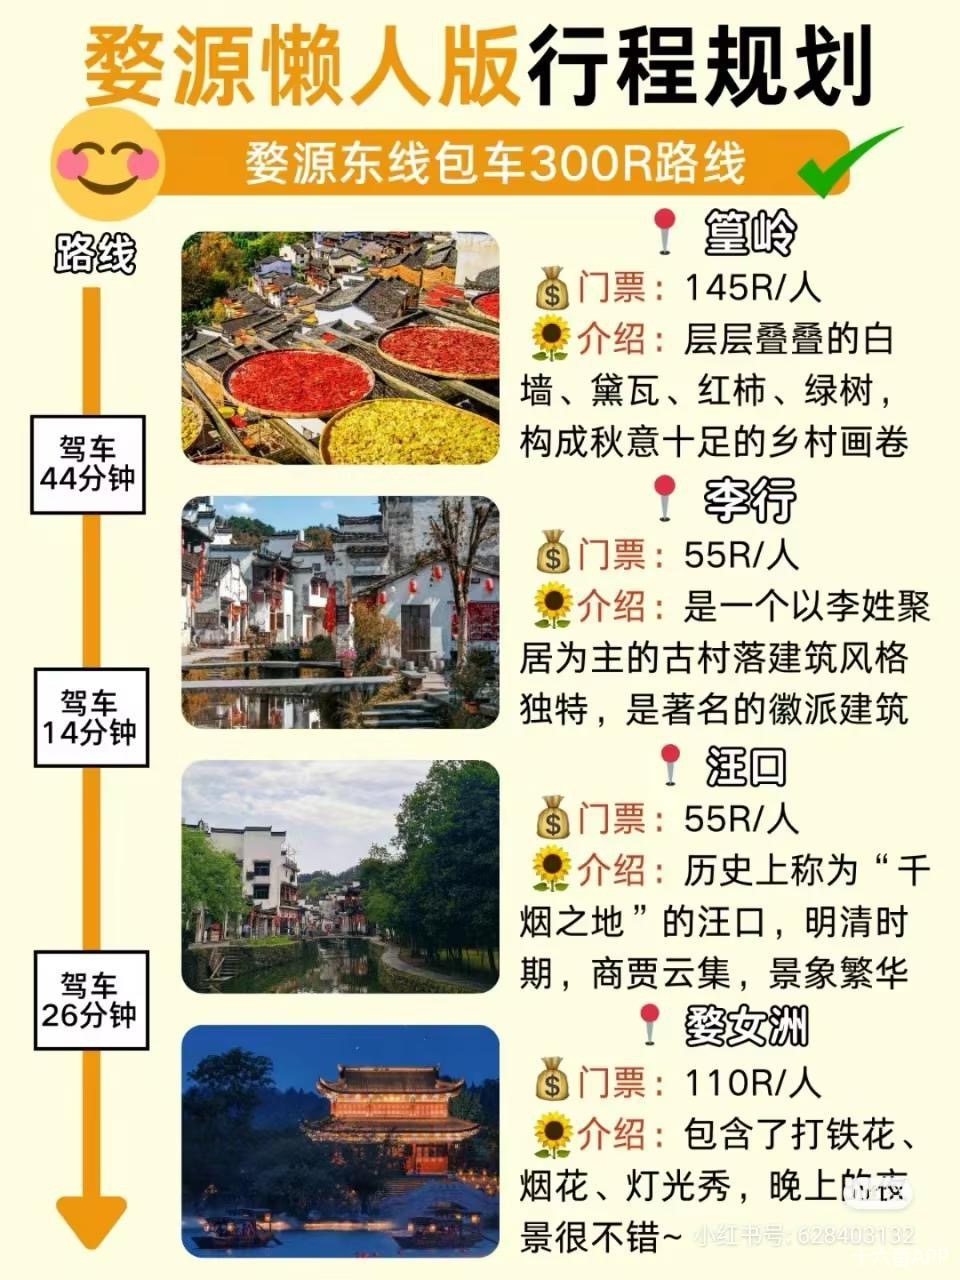 婺源懒人版行程规划
婺源东线包车300R路线
路线
篁岭
门票：145R/人
介绍：层层叠叠的白
墙、黛瓦、红柿、绿树，
构成秋意十足的乡村画卷
驾车
44分钟
李行
门票：55R/人
介绍：是一个以李姓聚
居为主的古村落建筑风格
独特，是著名的徽派建筑
驾车
14分钟
汪口
门票：55R/人
介绍：历史上称为“千
烟之地”的汪口，明清时
期，商贾云集，景象繁华
驾车
26分钟
婺女洲
门票：110R/人
介绍：包含了打铁花、
烟花、灯光秀，晚上的夜
景很不错~
小红书号: 628403132